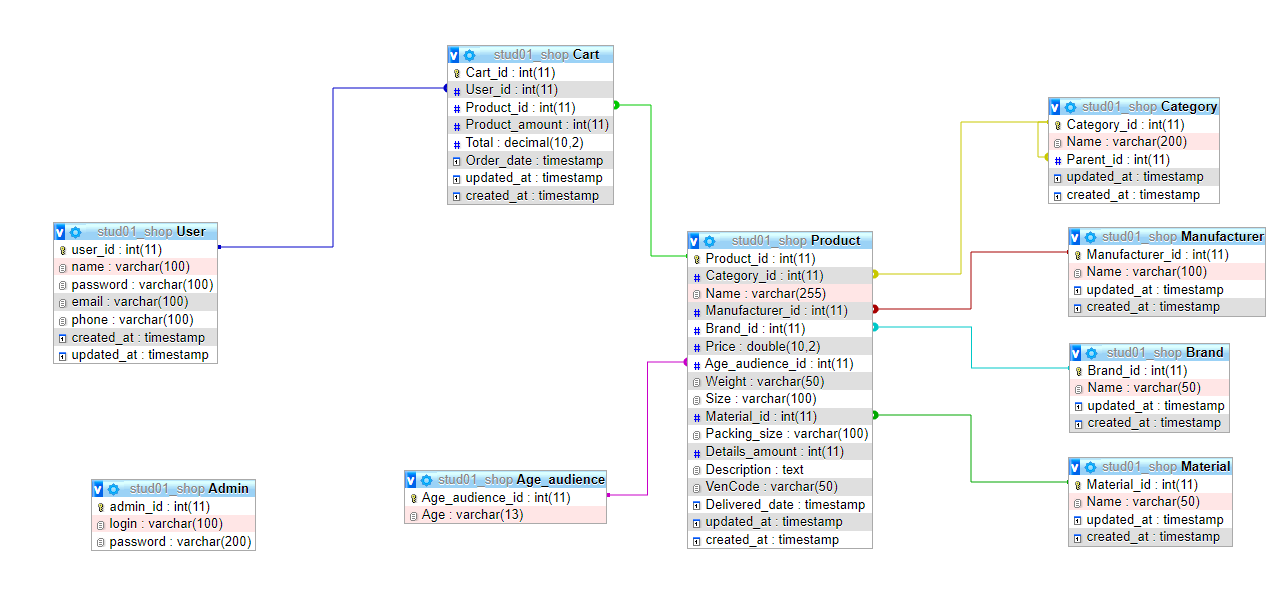 stud01_shop Cart
Cart_id : int(11)
User_id : int(11)
Product_id : int(11)
Product_amount : int(11)
Total : decimal(10,2)
Order_date : timestamp
updated_at : timestamp
created_at : timestamp
stud01_shop Category
Category_id : int(11)
Name : varchar(200)
Parent_id : int(11)
updated_at : timestamp
created_at : timestamp
stud01_shop User
user_id : int(11)
name : varchar(100)
password : varchar(100)
email : varchar(100)
phone : varchar(100)
created_at : timestamp
updated_at : timestamp
stud01_shop Product
Product_id : int(11)
Category_id : int(11)
Name : varchar(255)
Manufacturer_id : int(11)
Brand_id : int(11)
Price : double(10,2)
Age_audience_id : int(11)
Weight : varchar(50)
Size : varchar(100)
Material_id : int(11)
Packing_size : varchar(100)
Details_amount : int(11)
Description : text
VenCode : varchar(50)
Delivered_date : timestamp
updated_at : timestamp
created_at : timestamp
stud01_shop Manufacturer
Manufacturer_id : int(11)
Name : varchar(100)
updated_at : timestamp
created_at : timestamp
stud01_shop Brand
Brand_id : int(11)
Name : varchar(50)
updated_at : timestamp
created_at : timestamp
stud01_shop Material
Material_id : int(11)
Name : varchar(50)
updated_at : timestamp
created_at : timestamp
stud01_shop Admin
admin_id : int(11)
login : varchar(100)
password : varchar(200)
stud01_shop Age_audience
Age_audience_id : int(11)
Age : varchar(13)